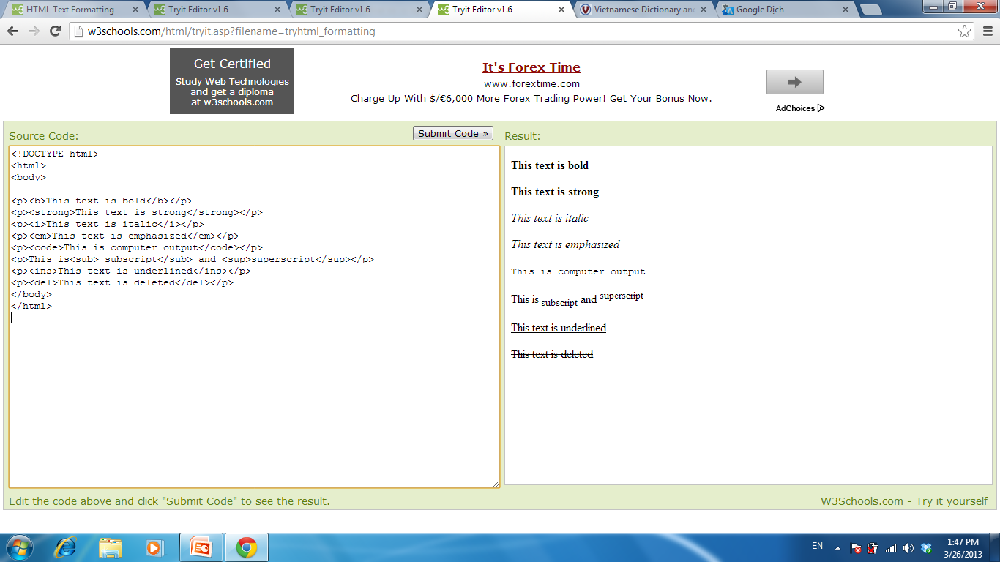 HTML Text Formatting
Tryit Editor v1.6
Tryit Editor v1.6
Tryit Editor v1.6
Vietnamese Dictionary an
Google Dịch
w3schools.com/html/tryit.asp?filename=tryhtml_formatting
Get Certified
Study Web Technologies
and get a diploma
at w3schools.com
It's Forex Time
www.forextime.com
Charge Up With $/€6,000 More Forex Trading Power! Get Your Bonus Now.
AdChoices
Source Code:
Submit Code »
<!DOCTYPE html>
<html>
<body>
<p><b>This text is bold</b></p>
<p><strong>This text is strong</strong></p>
<p><i>This text is italic</i></p>
<p><em>This text is emphasized</em></p>
<p><code>This is computer output</code></p>
<p>This is<sub> subscript</sub> and <sup>superscript</sup></p>
<p><ins>This text is underlined</ins></p>
<p><del>This text is deleted</del></p>
</body>
</html>
Result:
This text is bold
This text is strong
This text is italic
This text is emphasized
This is computer output
This is subscript and superscript
This text is underlined
This text is deleted
Edit the code above and click "Submit Code" to see the result.
W3Schools.com - Try it yourself
EN
1:47 PM
3/26/2013